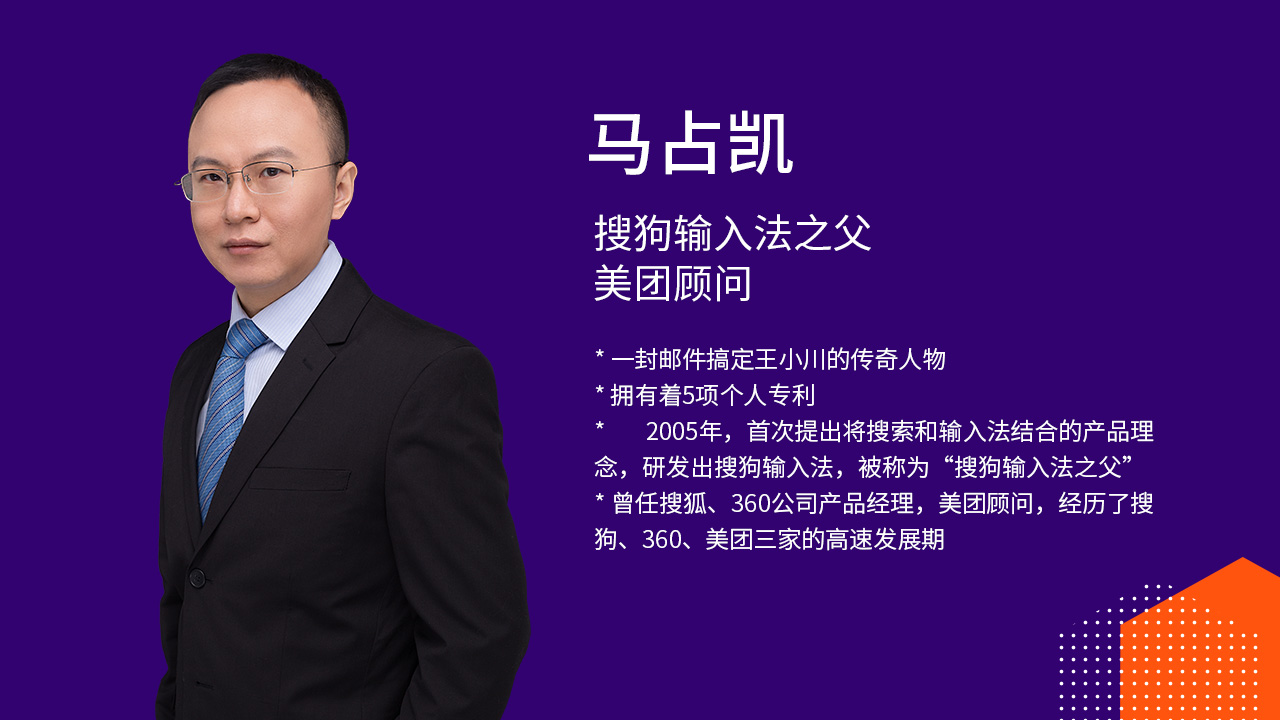 马占凯
搜狗输入法之父
美团顾问
* 一封邮件搞定王小川的传奇人物
* 拥有着5项个人专利
* 2005年，首次提出将搜索和输入法结合的产品理
念，研发出搜狗输入法，被称为“搜狗输入法之父”
* 曾任搜狐、360公司产品经理，美团顾问，经历了搜
狗、360、美团三家的高速发展期